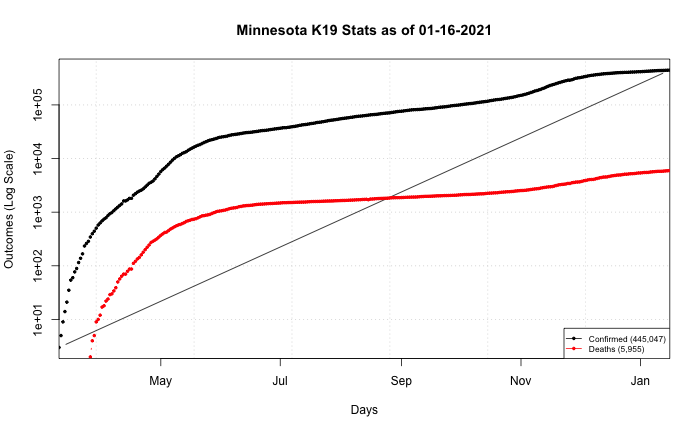 Minnesota K19 Stats as of 01-16-2021
Outcomes (Log Scale)
1e+05
1e+04
1e+03
1e+02
1e+01
Confirmed (445,047)
Deaths (5,955)
May
Jul
Sep
Nov
Jan
Days